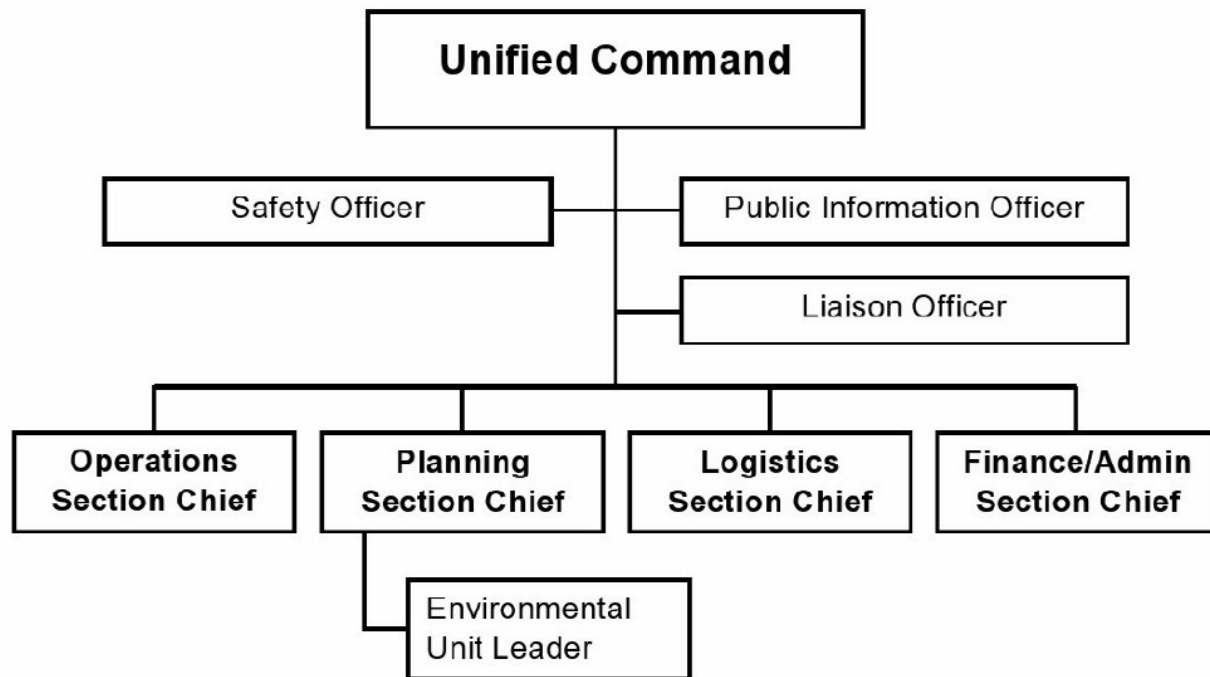 Unified Command
Safety Officer
Public Information Officer
Liaison Officer
Operations
Section Chief
Planning
Section Chief
Logistics
Section Chief
Finance/Admin
Section Chief
Environmental
Unit Leader